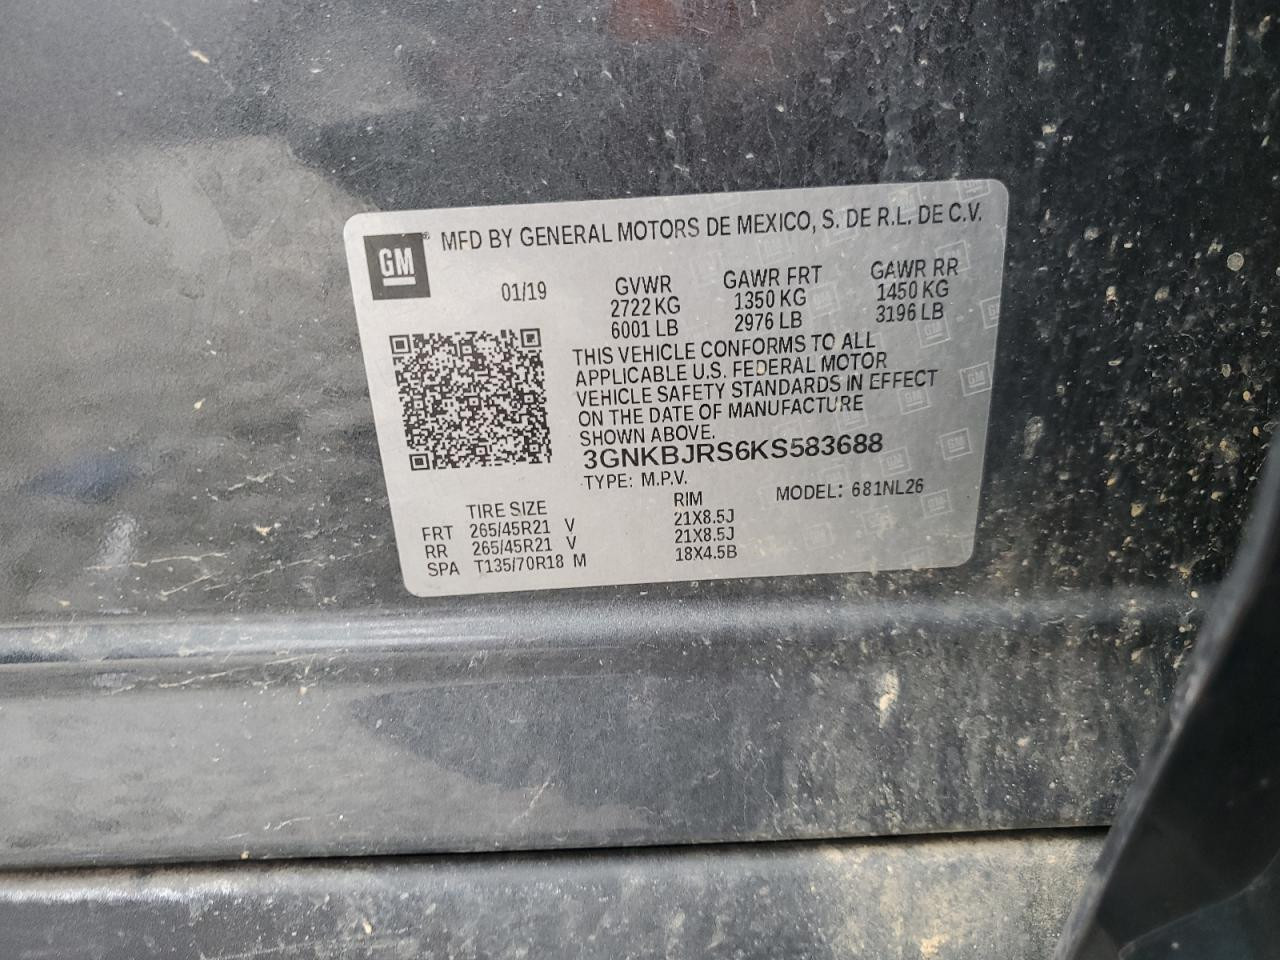 GM
MFD BY GENERAL MOTORS DE MEXICO, S. DE R.L. DE C.V.
01/19
GVWR
2722 KG
6001 LB
GAWR FRT
1350 KG
2976 LB
GAWR RR
1450 KG
3196 LB
THIS VEHICLE CONFORMS TO ALL
APPLICABLE U.S. FEDERAL MOTOR
VEHICLE SAFETY STANDARDS IN EFFECT
ON THE DATE OF MANUFACTURE
SHOWN ABOVE.
3GNKBJRS6KS583688
TYPE: M.P.V.
MODEL: 681NL26
TIRE SIZE RIM
FRT 265/45R21 V 21X8.5J
RR 265/45R21 V 21X8.5J
SPA T135/70R18 M 18X4.5B